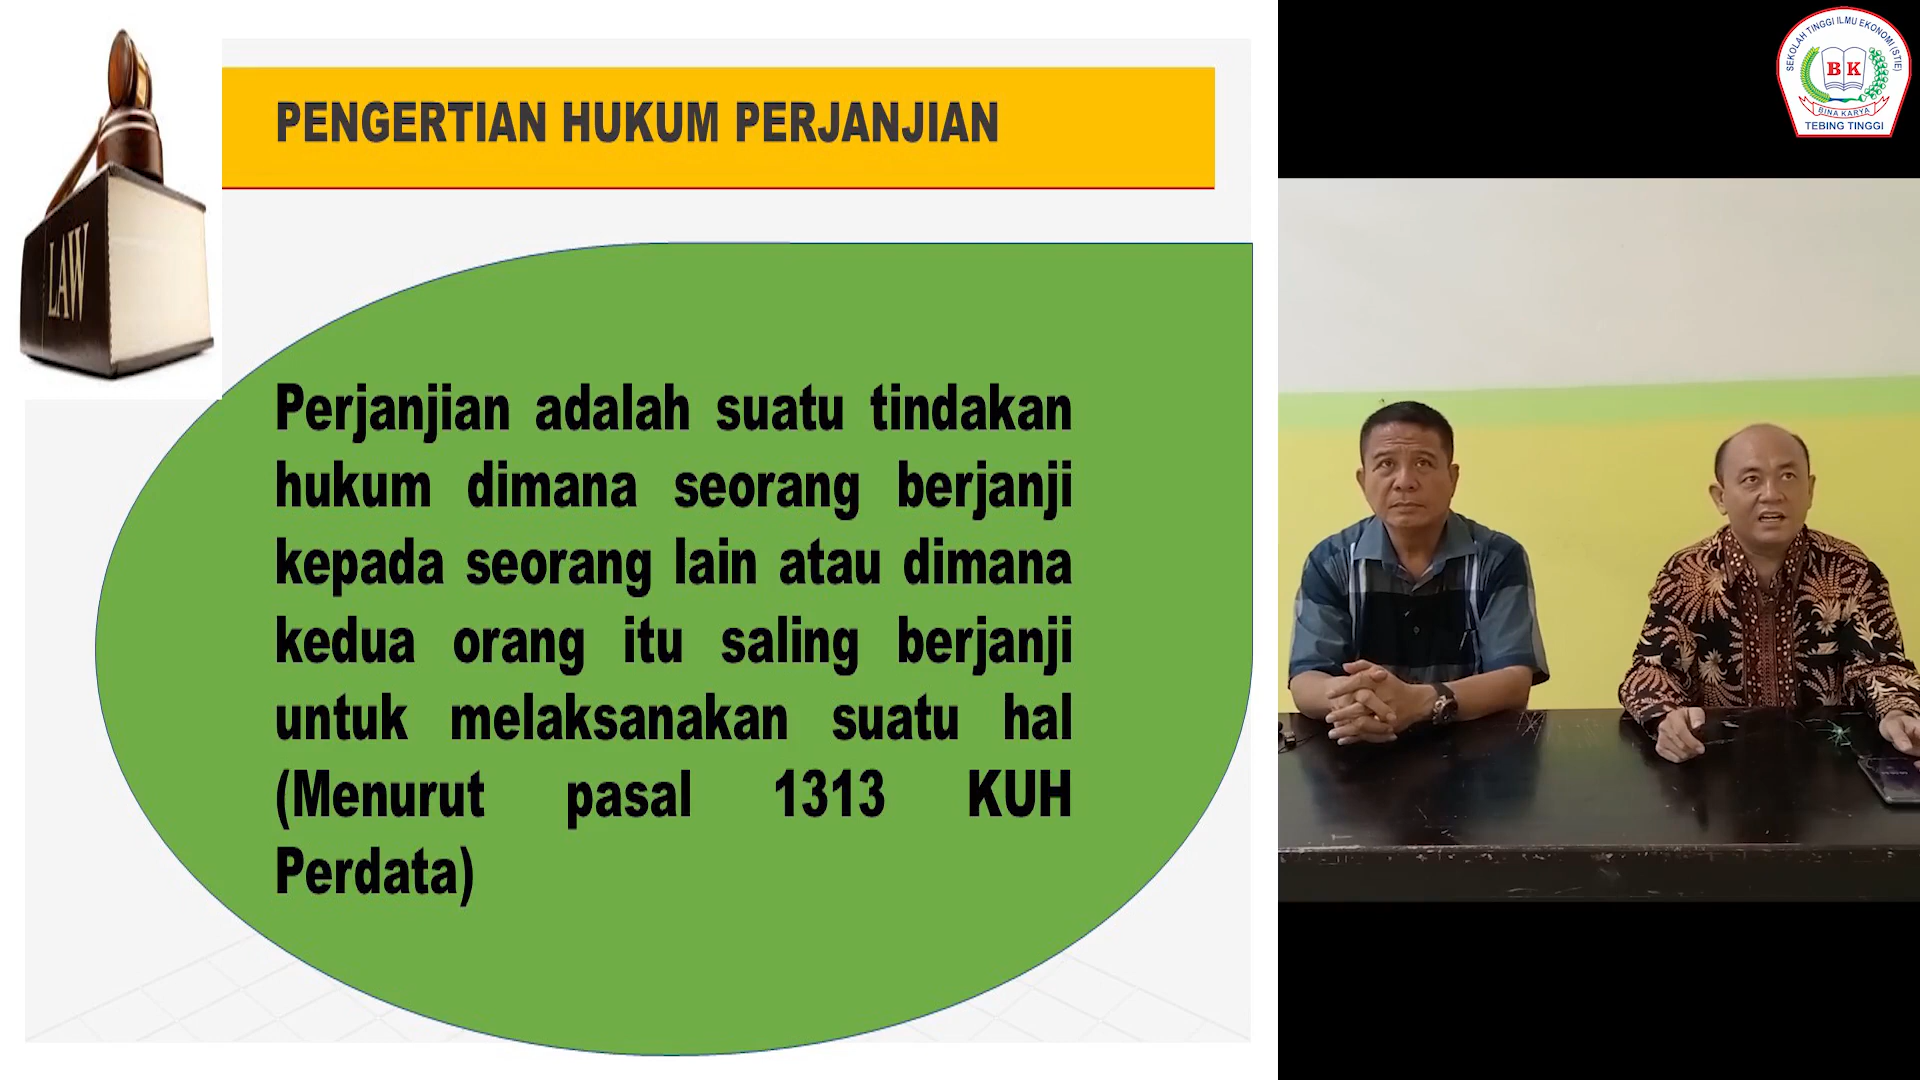 PENGERTIAN HUKUM PERJANJIAN
LAW
Perjanjian adalah suatu tindakan
hukum dimana seorang berjanji
kepada seorang lain atau dimana
kedua orang itu saling berjanji
untuk melaksanakan suatu hal
(Menurut pasal 1313 KUH
Perdata)
SEKOLAH TINGGI ILMU EKONOMI (STIE)
BK
BINA KARYA
TEBING TINGGI